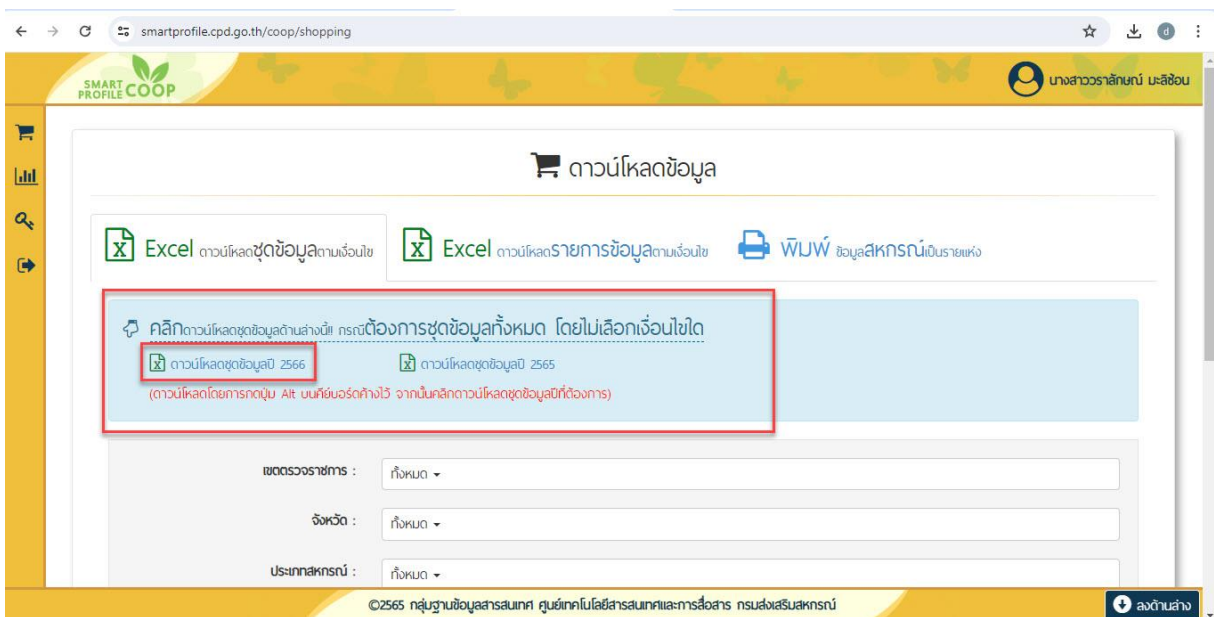 smartprofile.cpd.go.th/coop/shopping
d
SMART PROFILE COOP
นางสาววราลักษณ์ มะลิซ้อน
ดาวน์โหลดข้อมูล
Excel ดาวน์โหลดชุดข้อมูลตามเงื่อนไข
Excel ดาวน์โหลดรายการข้อมูลตามเงื่อนไข
พิมพ์ ข้อมูลสหกรณ์เป็นรายแห่ง
คลิกดาวน์โหลดชุดข้อมูลด้านล่างนี้!! กรณีต้องการชุดข้อมูลทั้งหมด โดยไม่เลือกเงื่อนไขใด
ดาวน์โหลดชุดข้อมูลปี 2566
ดาวน์โหลดชุดข้อมูลปี 2565
(ดาวน์โหลดโดยการกดปุ่ม Alt บนคีย์บอร์ดค้างไว้ จากนั้นคลิกดาวน์โหลดชุดข้อมูลปีที่ต้องการ)
เขตตรวจราชการ : ทั้งหมด
จังหวัด : ทั้งหมด
ประเภทสหกรณ์ : ทั้งหมด
©2565 กลุ่มฐานข้อมูลสารสนเทศ ศูนย์เทคโนโลยีสารสนเทศและการสื่อสาร กรมส่งเสริมสหกรณ์
ลงด้านล่าง